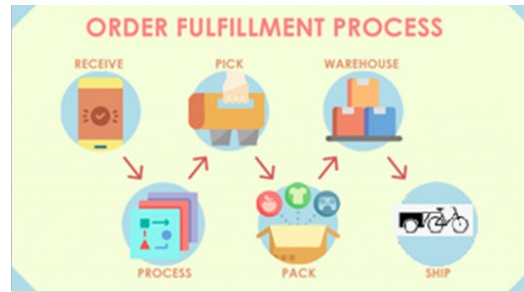 ORDER FULFILLMENT PROCESS
RECEIVE
PICK
WAREHOUSE
PROCESS
PACK
SHIP